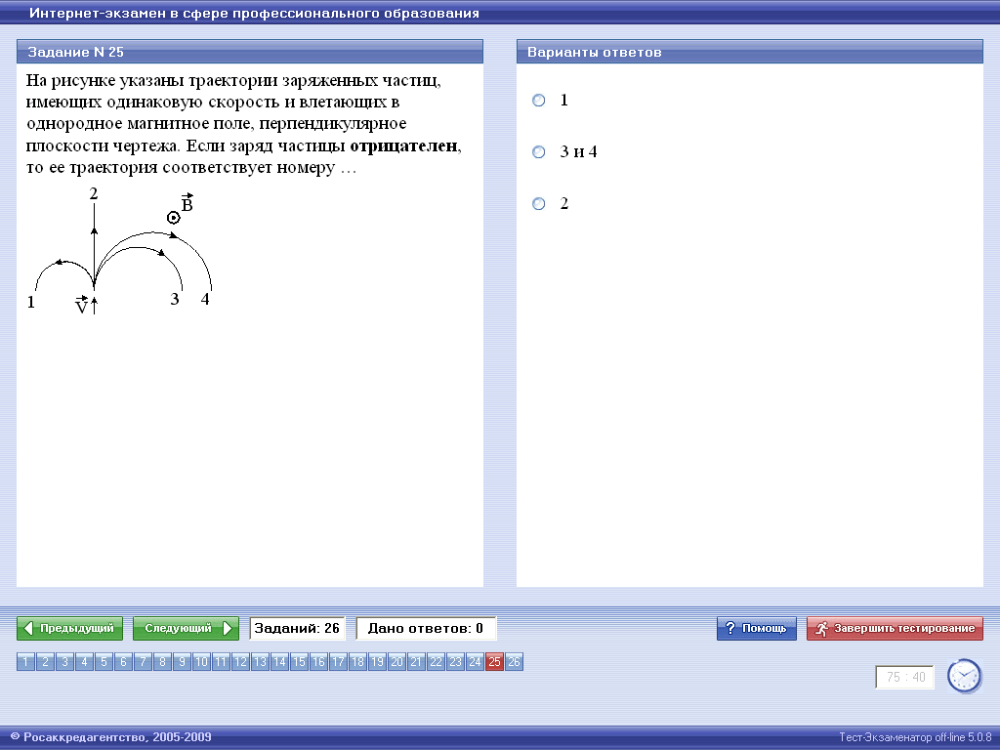 Интернет-экзамен в сфере профессионального образования
Задание N 25
На рисунке указаны траектории заряженных частиц,
имеющих одинаковую скорость и влетающих в
однородное магнитное поле, перпендикулярное
плоскости чертежа. Если заряд частицы отрицателен,
то ее траектория соответствует номеру …
2
B
1
V
3
4
Варианты ответов
1
3 и 4
2
Предыдущий
Следующий
Заданий: 26
Дано ответов: 0
? Помощь
Завершить тестирование
1 2 3 4 5 6 7 8 9 10 11 12 13 14 15 16 17 18 19 20 21 22 23 24 25 26
75 : 40
© Росаккредагентство, 2005-2009
Тест-Экзаменатор off-line 5.0.8